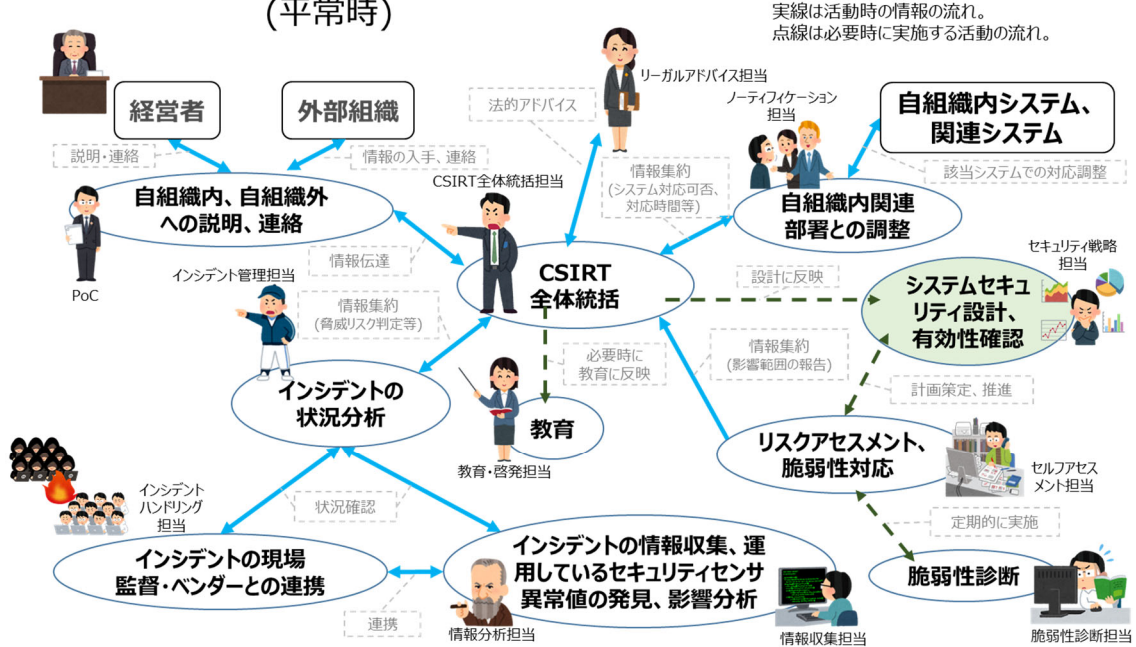 (平常時)
実線は活動時の情報の流れ。
点線は必要時に実施する活動の流れ。
経営者
外部組織
法的アドバイス
リーガルアドバイス担当
ノーティフィケーション
担当
自組織内システム、
関連システム
説明・連絡
情報の入手、連絡
CSIRT全体統括担当
情報集約
(システム対応可否、
対応時間等)
該当システムでの対応調整
自組織内、自組織外
への説明、連絡
自組織内関連
部署との調整
PoC
情報伝達
インシデント管理担当
CSIRT
全体統括
設計に反映
セキュリティ戦略
担当
システムセキュ
リティ設計、
有効性確認
情報集約
(脅威リスク判定等)
必要時に
教育に反映
情報集約
(影響範囲の報告)
計画策定、推進
インシデントの
状況分析
教育
教育・啓発担当
リスクアセスメント、
脆弱性対応
セルフアセス
メント担当
インシデント
ハンドリング
担当
状況確認
定期的に実施
インシデントの現場
監督・ベンダーとの連携
連携
インシデントの情報収集、運
用しているセキュリティセンサ
異常値の発見、影響分析
情報分析担当
情報収集担当
脆弱性診断
脆弱性診断担当